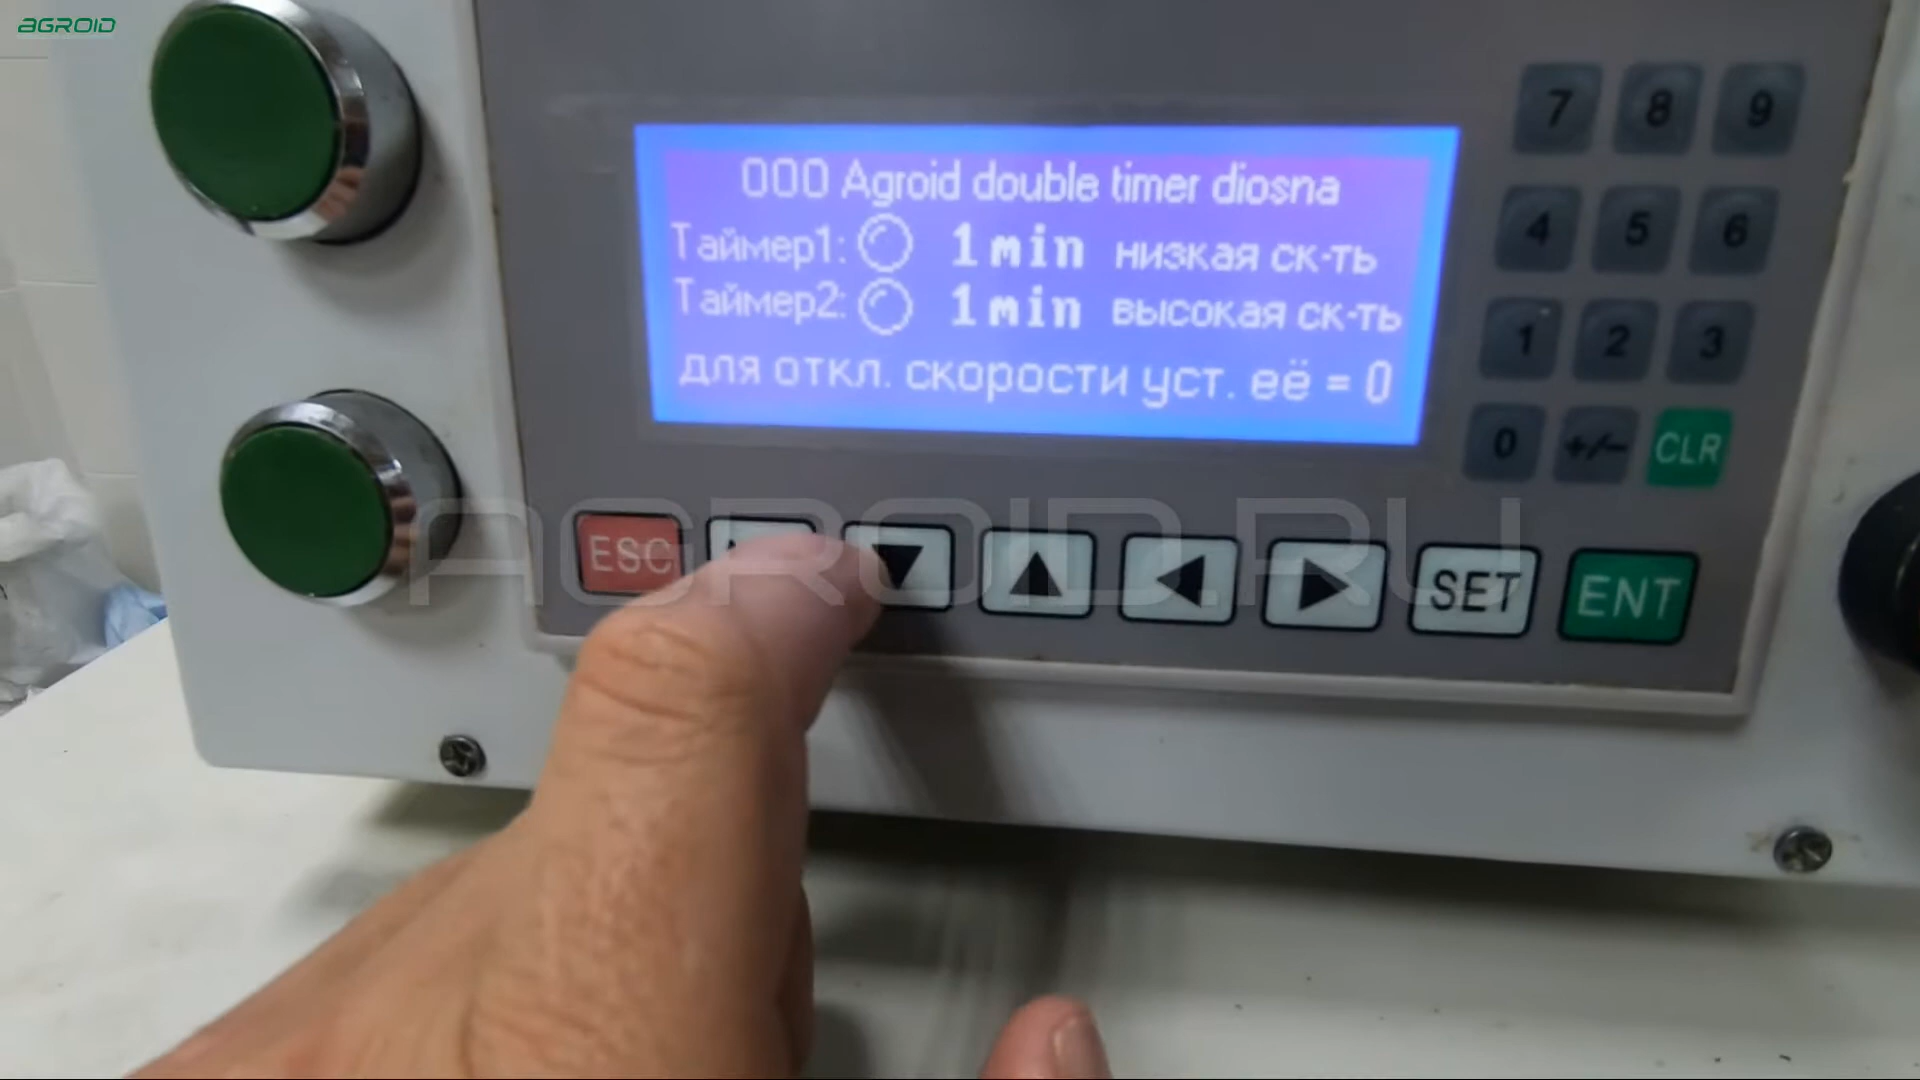 AGROID
ООО Agroid double timer diosna
Таймер1: 1 min низкая ск-ть
Таймер2: 1 min высокая ск-ть
для откл. скорости уст. её = 0
7 8 9
4 5 6
1 2 3
0 +/- CLR
ESC SET ENT
AGROID.RU